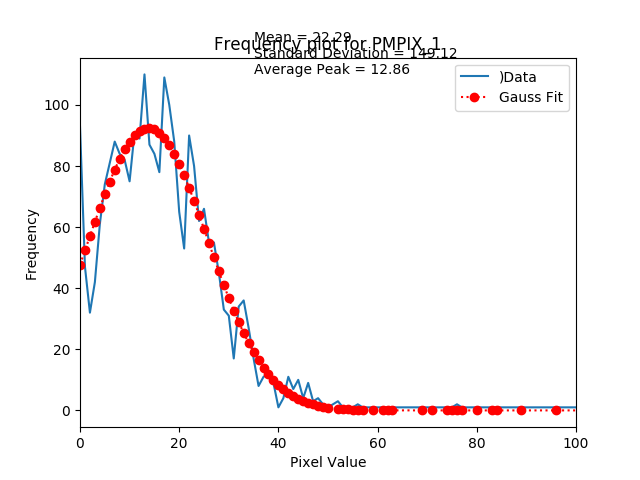 Mean = 22.29
Frequency plot for PMPIX_1
Standard Deviation = 149.12
Average Peak = 12.86
)Data
Gauss Fit
100
80
60
40
20
0
Frequency
0 20 40 60 80 100
Pixel Value